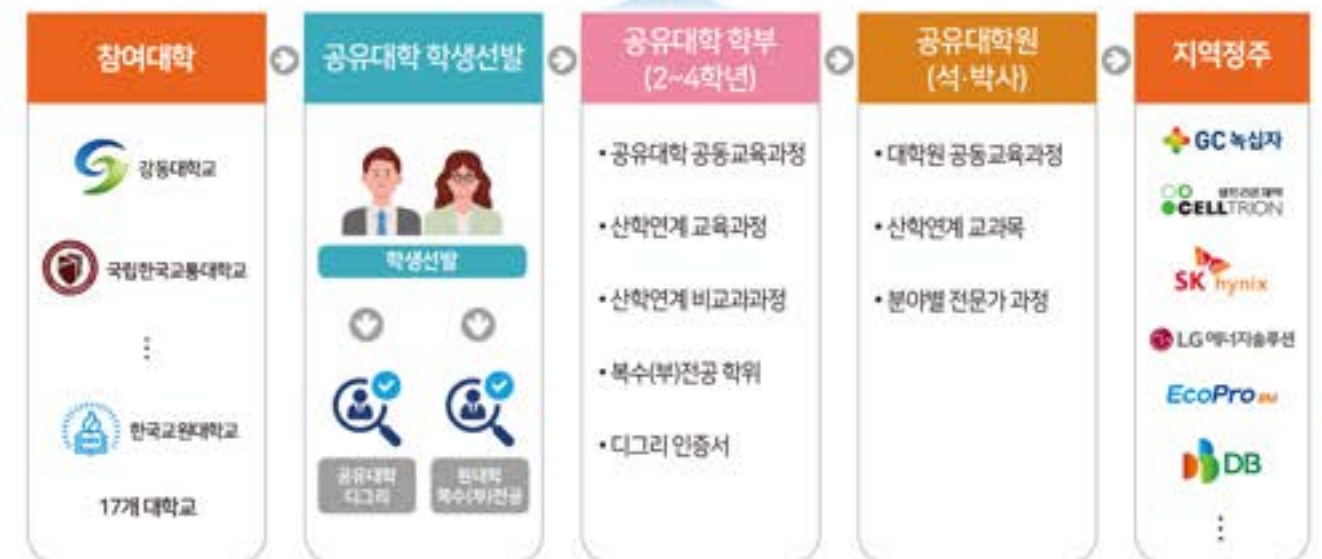 참여대학
공유대학 학생선발
공유대학 학부
(2~4학년)
공유대학원
(석·박사)
지역정주
강동대학교
국립한국교통대학교
⋮
한국교원대학교
17개 대학교
학생선발
공유대학
디그리
원대학
복수(부)전공
• 공유대학 공동교육과정
• 산학연계 교육과정
• 산학연계 비교과과정
• 복수(부)전공 학위
• 디그리 인증서
• 대학원 공동교육과정
• 산학연계 교과목
• 분야별 전문가 과정
GC 녹십자
CELLTRION
SK hynix
LG 에너지솔루션
EcoPro BM
DB
⋮